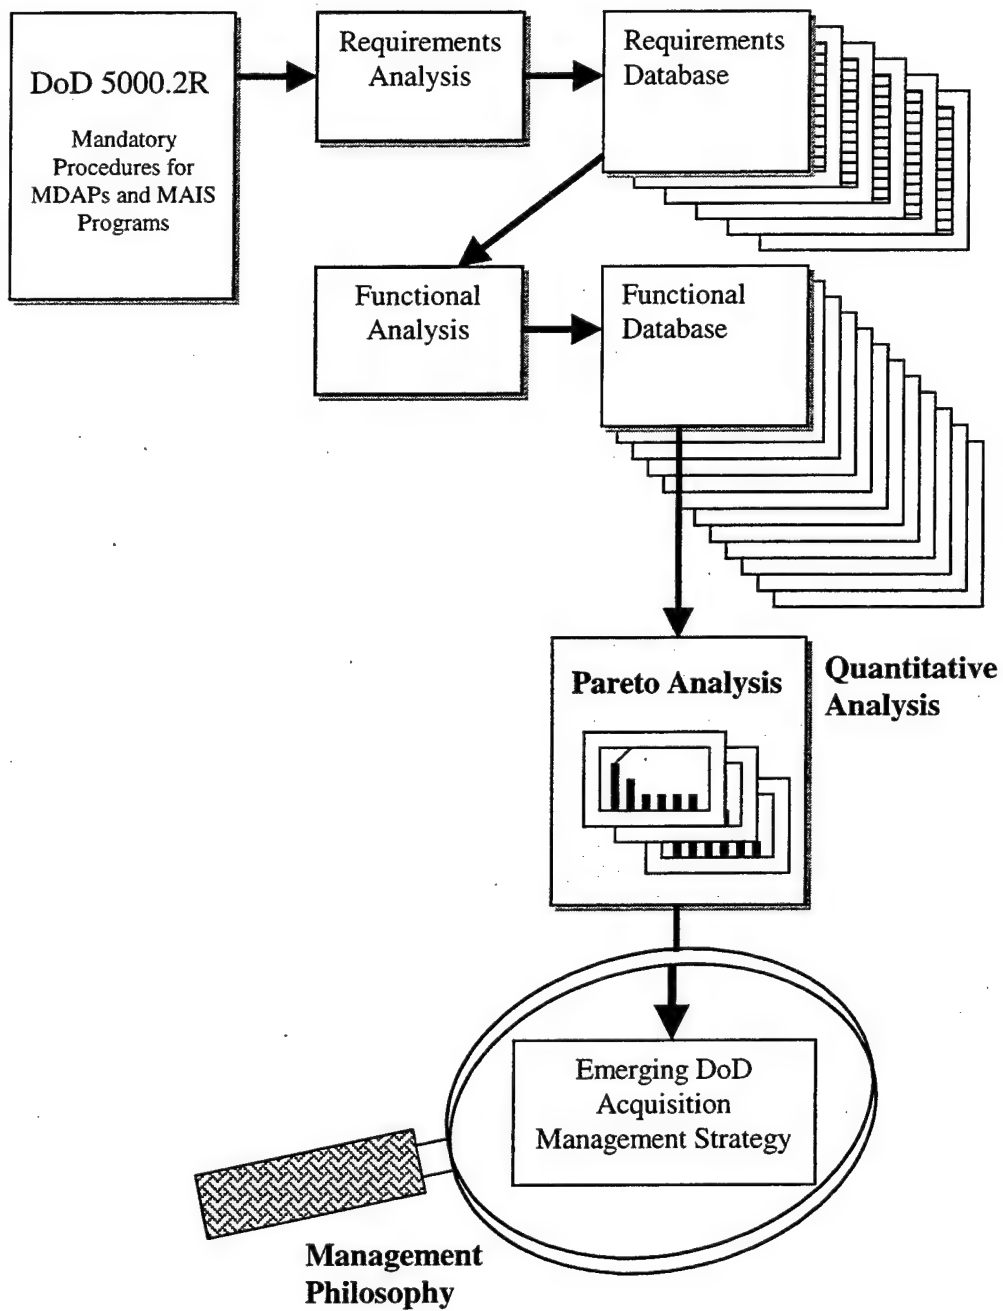 DoD 5000.2R
Mandatory
Procedures for
MDAPs and MAIS
Programs
Requirements
Analysis
Requirements
Database
Functional
Analysis
Functional
Database
Pareto Analysis
Quantitative
Analysis
Emerging DoD
Acquisition
Management Strategy
Management
Philosophy